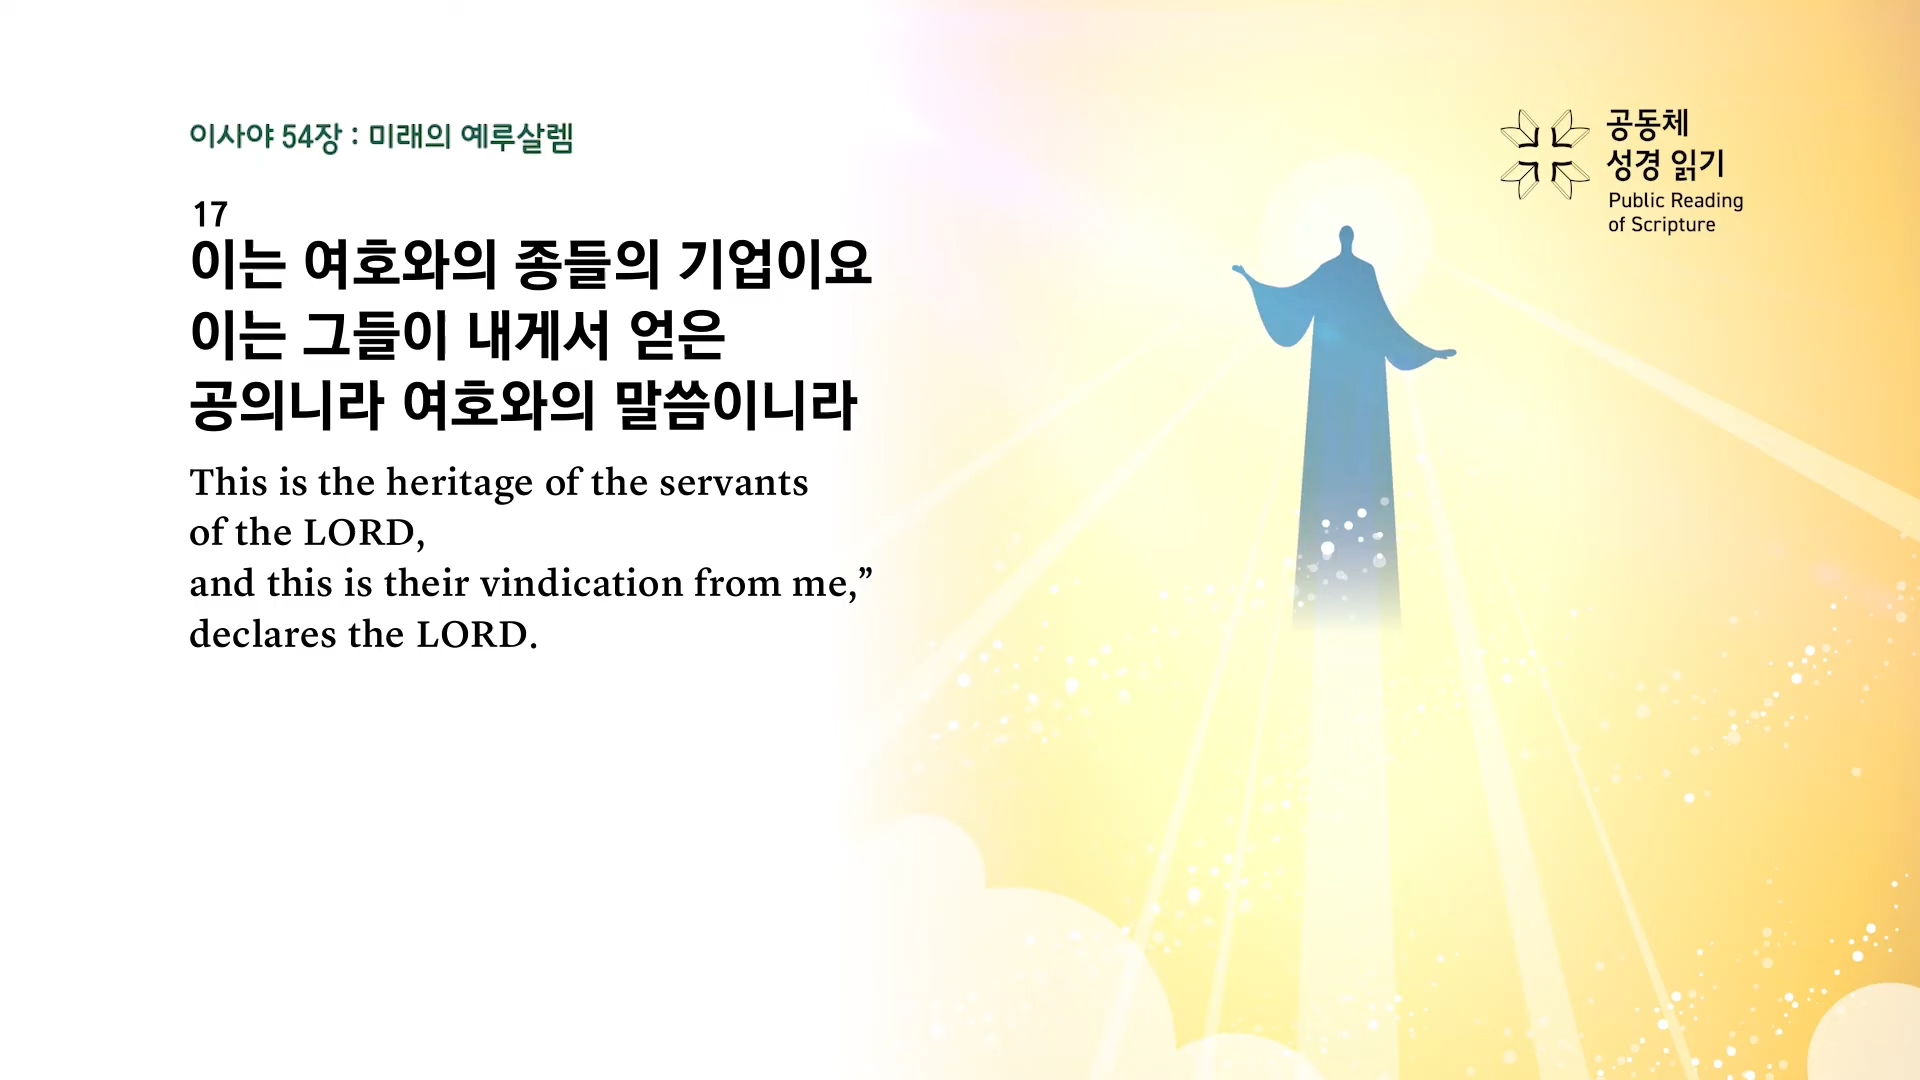 이사야 54장 : 미래의 예루살렘
17
이는 여호와의 종들의 기업이요
이는 그들이 내게서 얻은
공의니라 여호와의 말씀이니라
This is the heritage of the servants
of the LORD,
and this is their vindication from me,”
declares the LORD.
공동체
성경 읽기
Public Reading
of Scripture